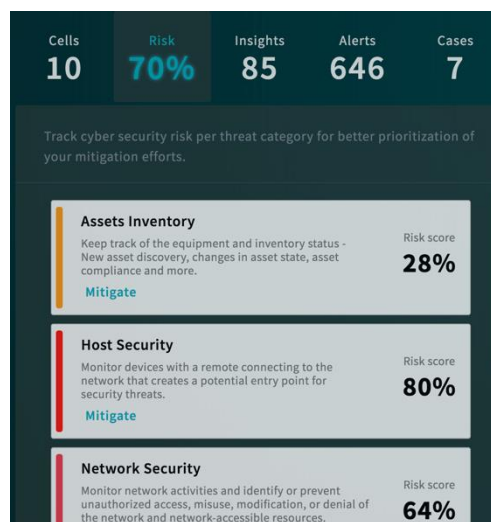 Cells Risk Insights Alerts Cases
10 70% 85 646 7
Track cyber security risk per threat category for better prioritization of
your mitigation efforts.
Assets Inventory
Keep track of the equipment and inventory status -
New asset discovery, changes in asset state, asset
compliance and more.
Mitigate
Risk score
28%
Host Security
Monitor devices with a remote connecting to the
network that creates a potential entry point for
security threats.
Mitigate
Risk score
80%
Network Security
Monitor network activities and identify or prevent
unauthorized access, misuse, modification, or denial of
the network and network-accessible resources.
Risk score
64%